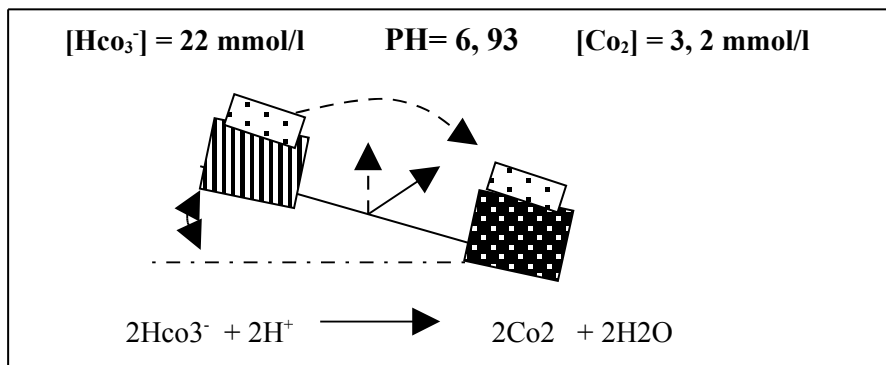 [Hco₃⁻] = 22 mmol/l PH= 6, 93 [Co₂] = 3, 2 mmol/l
2Hco3⁻ + 2H⁺ 2Co2 + 2H2O